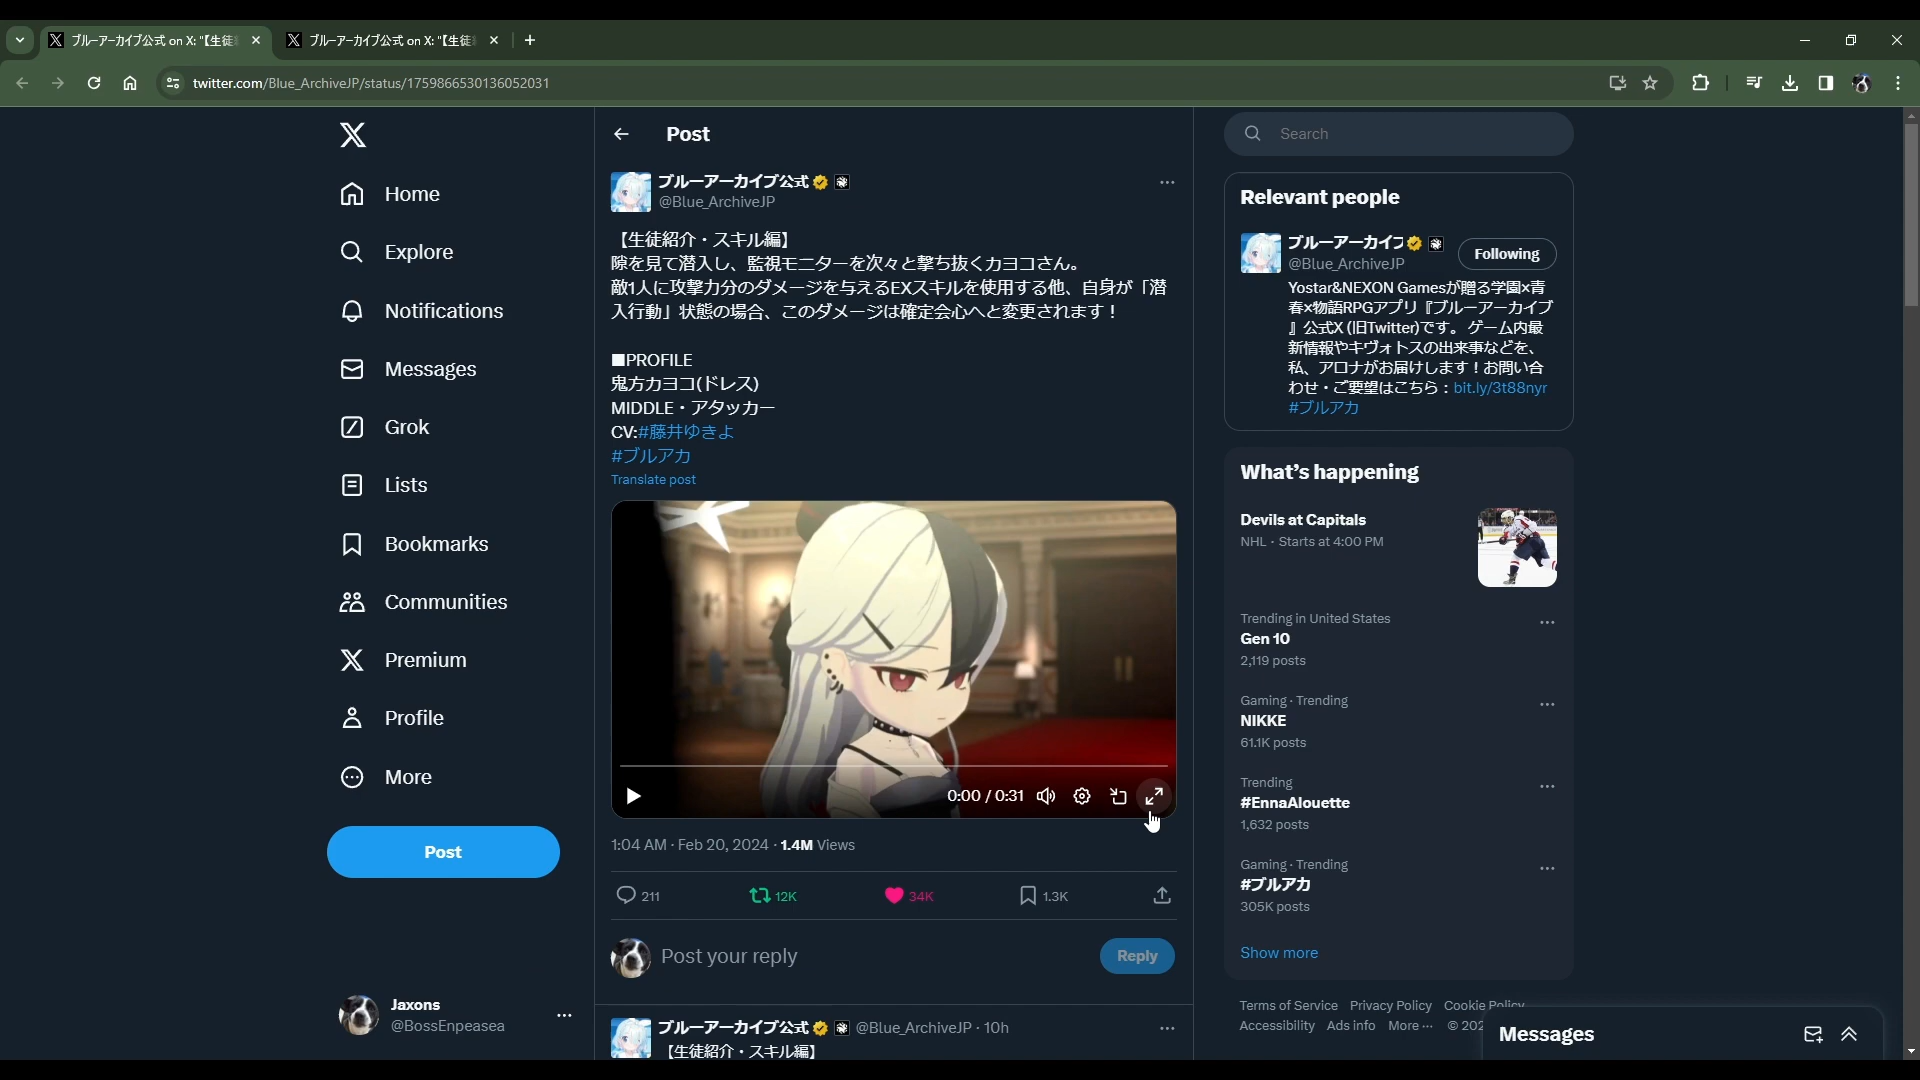 ブルーアーカイブ公式 on X: "【生徒
ブルーアーカイブ公式 on X: "【生徒
twitter.com/Blue_ArchiveJP/status/1759866530136052031
Home
Explore
Notifications
Messages
Grok
Lists
Bookmarks
Communities
Premium
Profile
More
Post
Jaxons
@BossEnpeasea
Post
ブルーアーカイブ公式
@Blue_ArchiveJP
【生徒紹介・スキル編】
隙を見て潜入し、監視モニターを次々と撃ち抜くカヨコさん。
敵1人に攻撃力分のダメージを与えるEXスキルを使用する他、自身が「潜
入行動」状態の場合、このダメージは確定会心へと変更されます！
■PROFILE
鬼方カヨコ(ドレス)
MIDDLE・アタッカー
CV:#藤井ゆきよ
#ブルアカ
Translate post
0:00 / 0:31
1:04 AM · Feb 20, 2024 · 1.4M Views
211
12K
34K
1.3K
Post your reply
Reply
ブルーアーカイブ公式 @Blue_ArchiveJP · 10h
【生徒紹介・スキル編】
Search
Relevant people
ブルーアーカイブ
@Blue_ArchiveJP
Following
Yostar&NEXON Gamesが贈る学園×青
春×物語RPGアプリ『ブルーアーカイブ
』公式X (旧Twitter)です。 ゲーム内最
新情報やキヴォトスの出来事などを、
私、アロナがお届けします！お問い合
わせ・ご要望はこちら：bit.ly/3t88nyr
#ブルアカ
What's happening
Devils at Capitals
NHL · Starts at 4:00 PM
Trending in United States
Gen 10
2,119 posts
Gaming · Trending
NIKKE
61.1K posts
Trending
#EnnaAlouette
1,632 posts
Gaming · Trending
#ブルアカ
305K posts
Show more
Terms of Service Privacy Policy Cookie Policy
Accessibility Ads info More ··· © 202
Messages